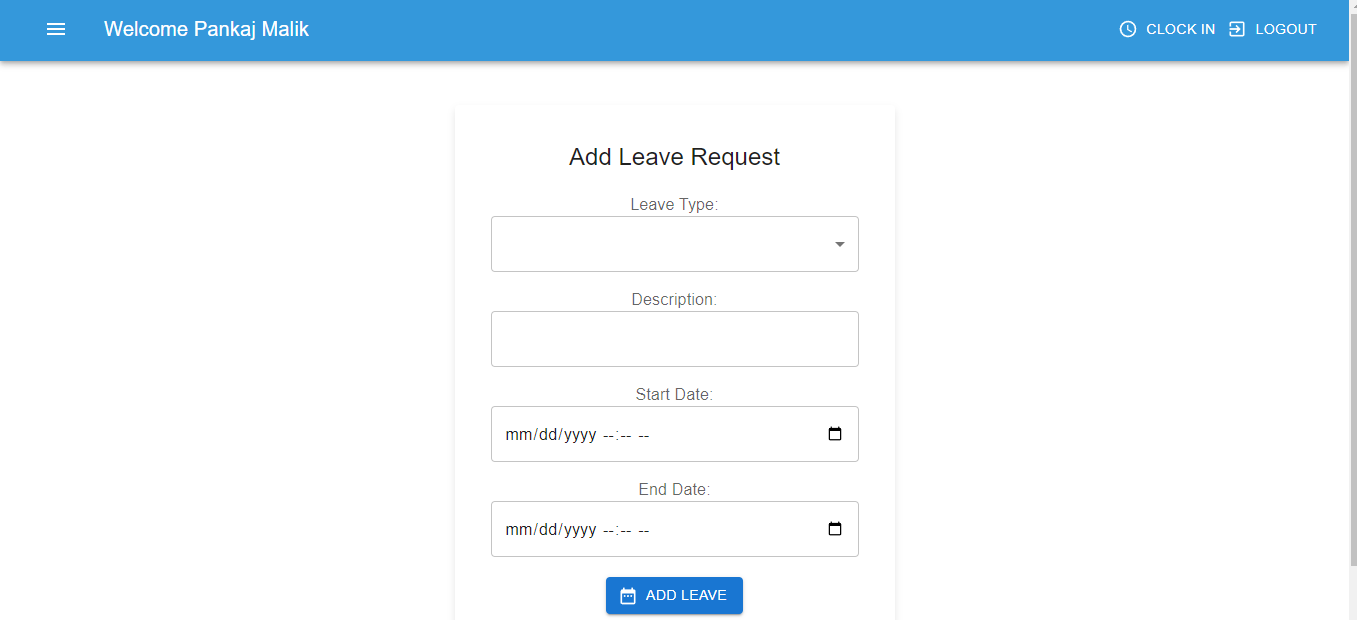 Welcome Pankaj Malik
CLOCK IN
LOGOUT
Add Leave Request
Leave Type:
Description:
Start Date:
mm/dd/yyyy --:-- --
End Date:
mm/dd/yyyy --:-- --
ADD LEAVE